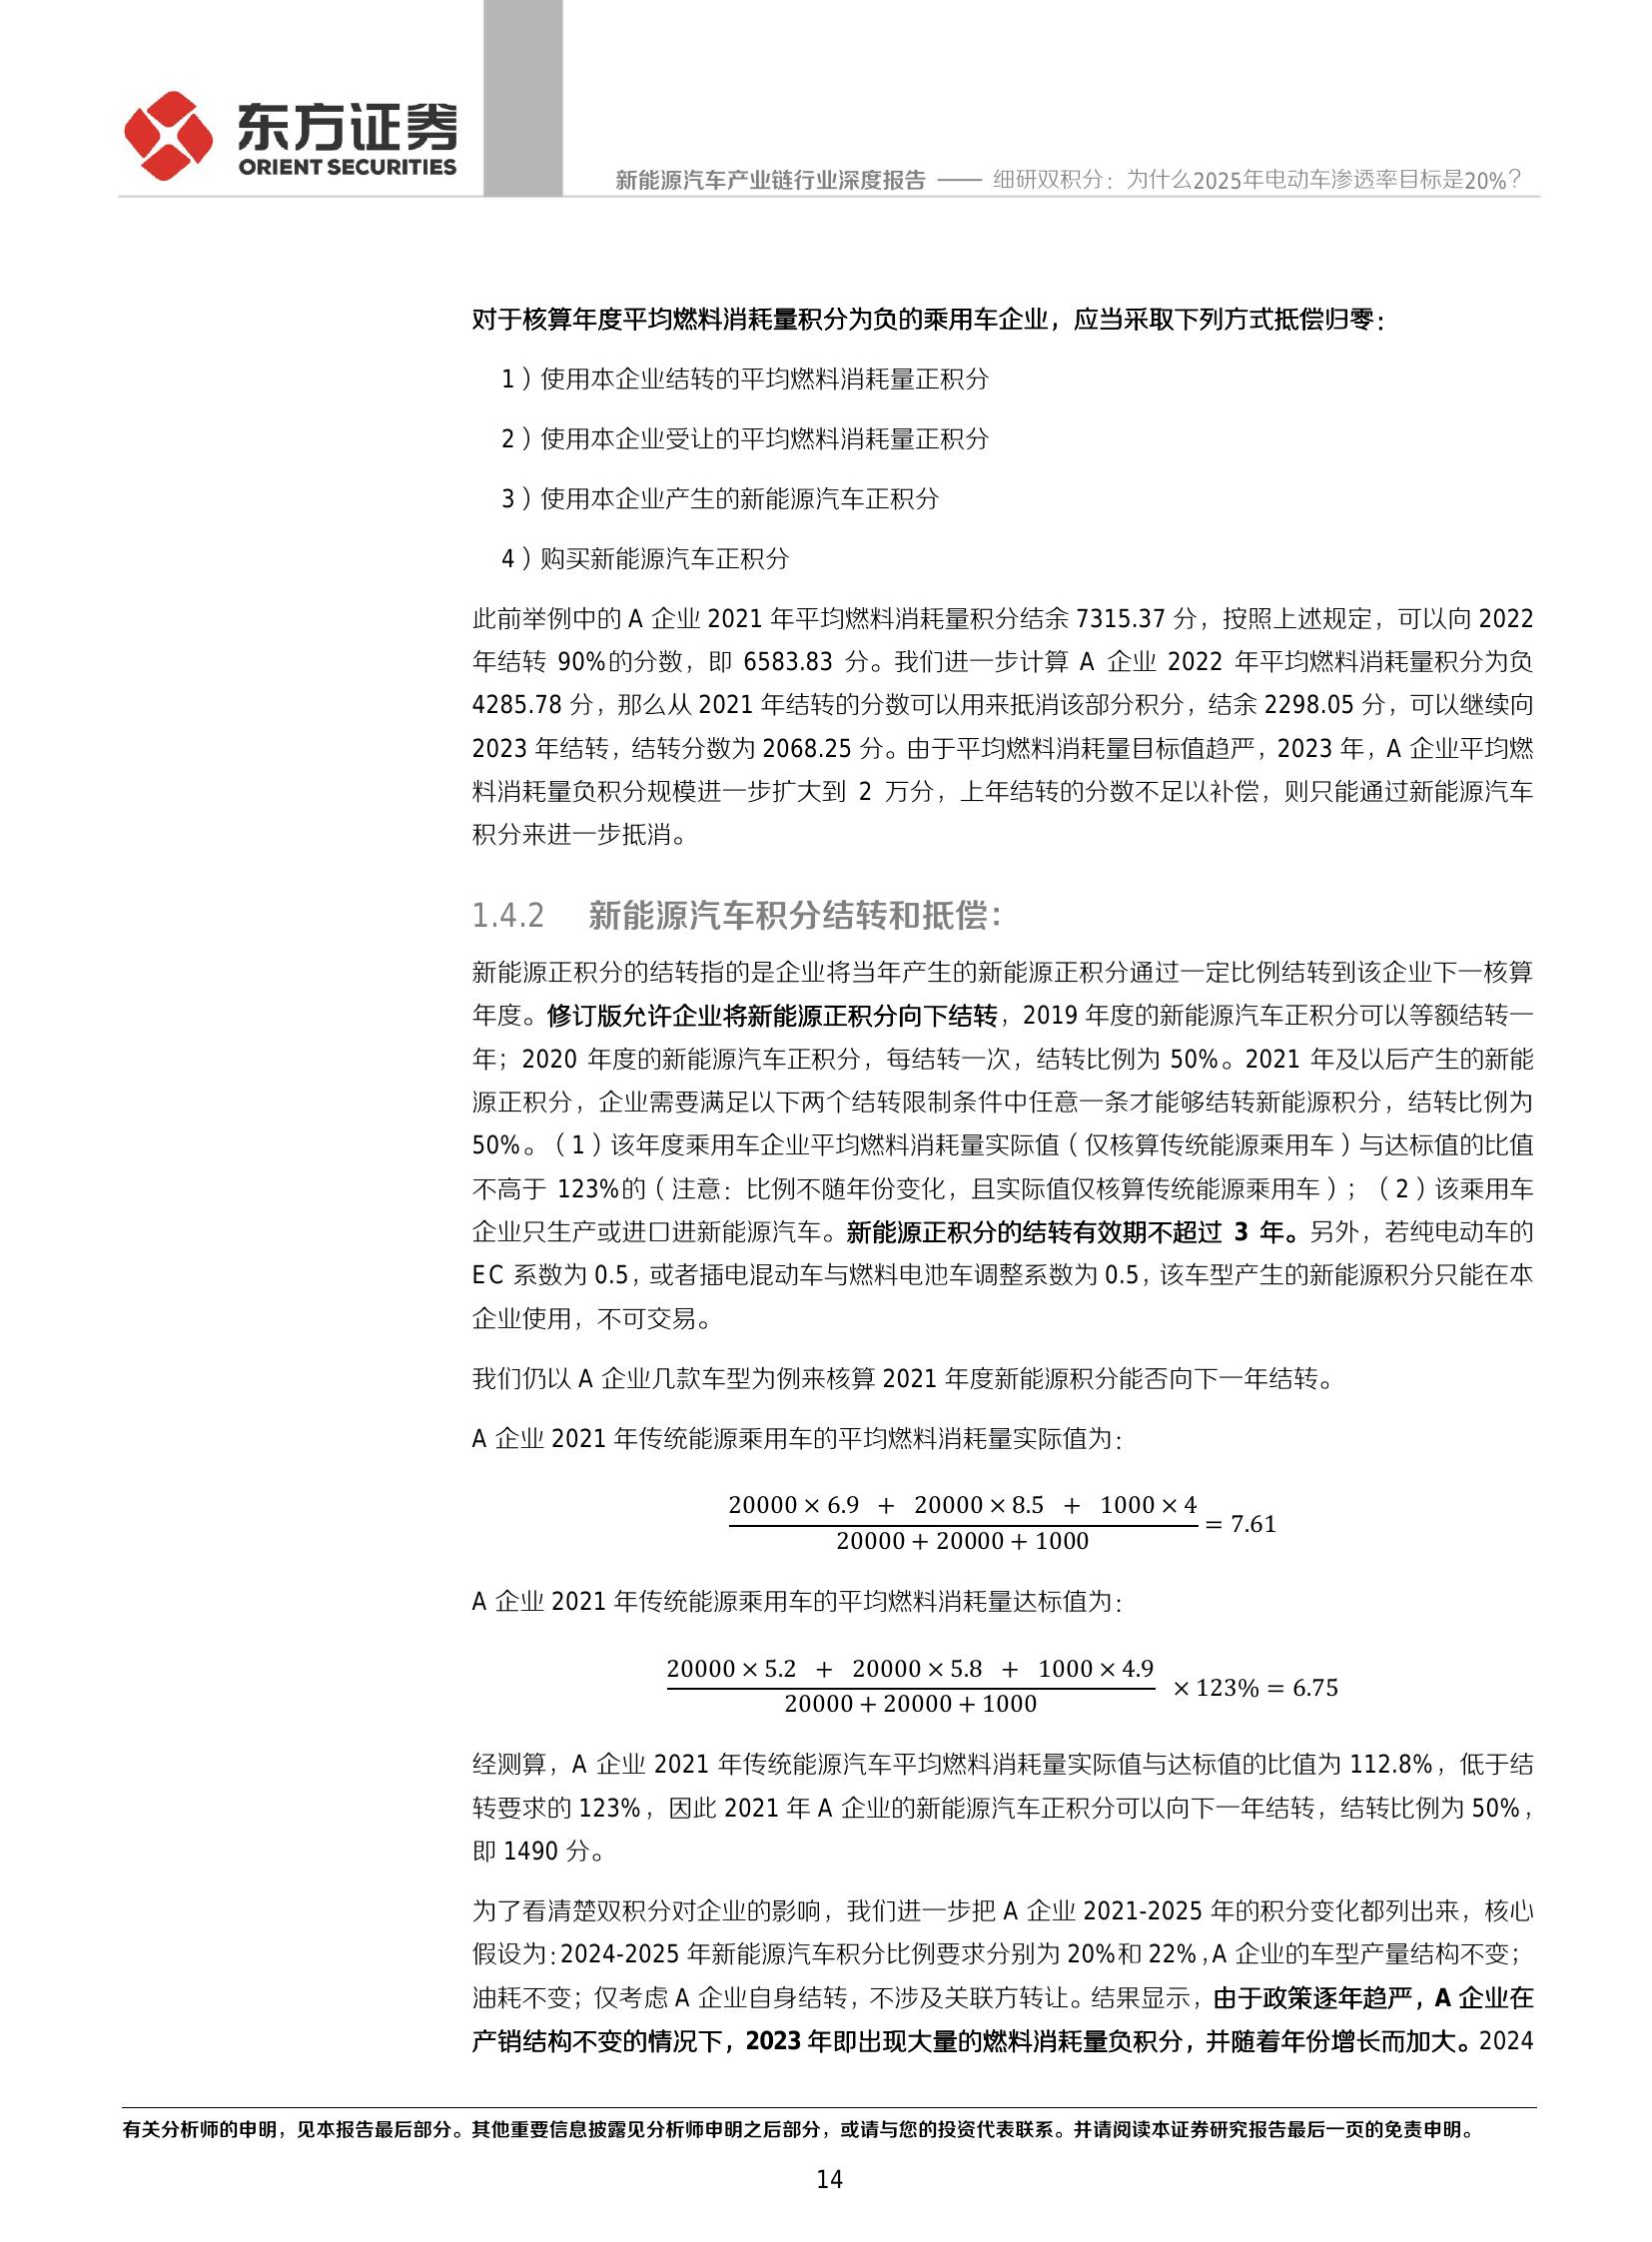 东方证券
ORIENT SECURITIES
新能源汽车产业链行业深度报告 —— 细研双积分：为什么2025年电动车渗透率目标是20%？
对于核算年度平均燃料消耗量积分为负的乘用车企业，应当采取下列方式抵偿归零：
1）使用本企业结转的平均燃料消耗量正积分
2）使用本企业受让的平均燃料消耗量正积分
3）使用本企业产生的新能源汽车正积分
4）购买新能源汽车正积分
此前举例中的 A 企业 2021 年平均燃料消耗量积分结余 7315.37 分，按照上述规定，可以向 2022
年结转 90%的分数，即 6583.83 分。我们进一步计算 A 企业 2022 年平均燃料消耗量积分为负
4285.78 分，那么从 2021 年结转的分数可以用来抵消该部分积分，结余 2298.05 分，可以继续向
2023 年结转，结转分数为 2068.25 分。由于平均燃料消耗量目标值趋严，2023 年，A 企业平均燃
料消耗量负积分规模进一步扩大到 2 万分，上年结转的分数不足以补偿，则只能通过新能源汽车
积分来进一步抵消。
1.4.2 新能源汽车积分结转和抵偿：
新能源正积分的结转指的是企业将当年产生的新能源正积分通过一定比例结转到该企业下一核算
年度。修订版允许企业将新能源正积分向下结转，2019 年度的新能源汽车正积分可以等额结转一
年；2020 年度的新能源汽车正积分，每结转一次，结转比例为 50%。2021 年及以后产生的新能
源正积分，企业需要满足以下两个结转限制条件中任意一条才能够结转新能源积分，结转比例为
50%。（1）该年度乘用车企业平均燃料消耗量实际值（仅核算传统能源乘用车）与达标值的比值
不高于 123%的（注意：比例不随年份变化，且实际值仅核算传统能源乘用车）；（2）该乘用车
企业只生产或进口进新能源汽车。新能源正积分的结转有效期不超过 3 年。另外，若纯电动车的
EC 系数为 0.5，或者插电混动车与燃料电池车调整系数为 0.5，该车型产生的新能源积分只能在本
企业使用，不可交易。
我们仍以 A 企业几款车型为例来核算 2021 年度新能源积分能否向下一年结转。
A 企业 2021 年传统能源乘用车的平均燃料消耗量实际值为：
20000 × 6.9 + 20000 × 8.5 + 1000 × 4
20000 + 20000 + 1000
= 7.61
A 企业 2021 年传统能源乘用车的平均燃料消耗量达标值为：
20000 × 5.2 + 20000 × 5.8 + 1000 × 4.9
20000 + 20000 + 1000
× 123% = 6.75
经测算，A 企业 2021 年传统能源汽车平均燃料消耗量实际值与达标值的比值为 112.8%，低于结
转要求的 123%，因此 2021 年 A 企业的新能源汽车正积分可以向下一年结转，结转比例为 50%，
即 1490 分。
为了看清楚双积分对企业的影响，我们进一步把 A 企业 2021-2025 年的积分变化都列出来，核心
假设为：2024-2025 年新能源汽车积分比例要求分别为 20%和 22%，A 企业的车型产量结构不变；
油耗不变；仅考虑 A 企业自身结转，不涉及关联方转让。结果显示，由于政策逐年趋严，A 企业在
产销结构不变的情况下，2023 年即出现大量的燃料消耗量负积分，并随着年份增长而加大。2024
有关分析师的申明，见本报告最后部分。其他重要信息披露见分析师申明之后部分，或请与您的投资代表联系。并请阅读本证券研究报告最后一页的免责申明。
14